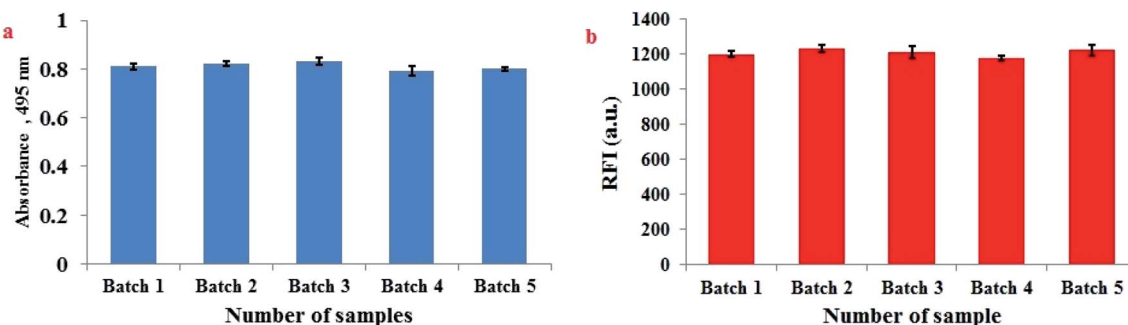 a
Absorbance , 495 nm
1
0.8
0.6
0.4
0.2
0
Batch 1 Batch 2 Batch 3 Batch 4 Batch 5
Number of samples
b
RFI (a.u.)
1400
1200
1000
800
600
400
200
0
Batch 1 Batch 2 Batch 3 Batch 4 Batch 5
Number of sample